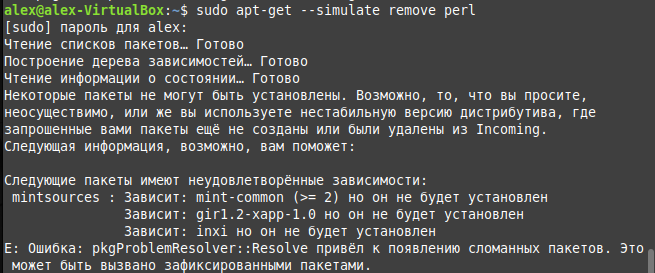 alex@alex-VirtualBox:~$ sudo apt-get --simulate remove perl
[sudo] пароль для alex:
Чтение списков пакетов… Готово
Построение дерева зависимостей… Готово
Чтение информации о состоянии… Готово
Некоторые пакеты не могут быть установлены. Возможно, то, что вы просите,
неосуществимо, или же вы используете нестабильную версию дистрибутива, где
запрошенные вами пакеты ещё не созданы или были удалены из Incoming.
Следующая информация, возможно, вам поможет:

Следующие пакеты имеют неудовлетворённые зависимости:
 mintsources : Зависит: mint-common (>= 2) но он не будет установлен
               Зависит: gir1.2-xapp-1.0 но он не будет установлен
               Зависит: inxi но он не будет установлен
E: Ошибка: pkgProblemResolver::Resolve привёл к появлению сломанных пакетов. Это
 может быть вызвано зафиксированными пакетами.